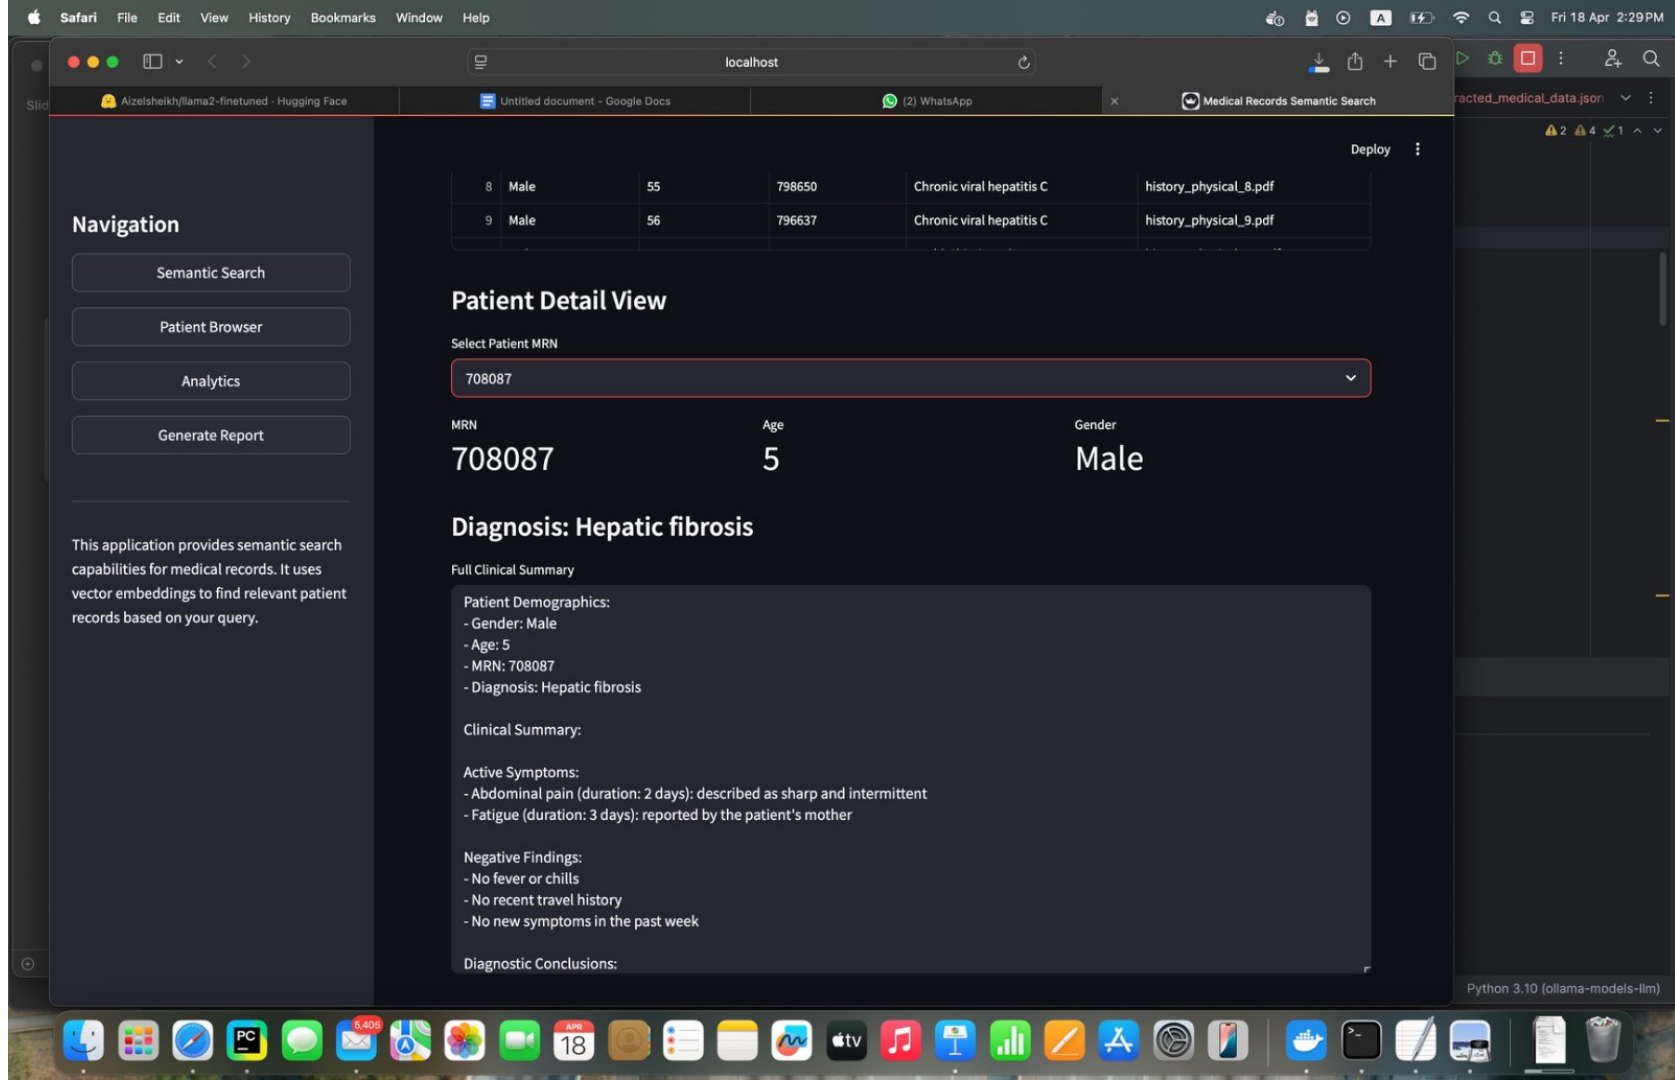 Safari File Edit View History Bookmarks Window Help A Fri 18 Apr 2:29 PM
localhost
Slid Aizelsheikh/llama2-finetuned - Hugging Face Untitled document - Google Docs (2) WhatsApp × Medical Records Semantic Search racted_medical_data.json
2 4 1
Deploy
8 Male 55 798650 Chronic viral hepatitis C history_physical_8.pdf
9 Male 56 796637 Chronic viral hepatitis C history_physical_9.pdf
Navigation
Semantic Search
Patient Browser
Analytics
Generate Report
This application provides semantic search
capabilities for medical records. It uses
vector embeddings to find relevant patient
records based on your query.
Patient Detail View
Select Patient MRN
708087
MRN Age Gender
708087 5 Male
Diagnosis: Hepatic fibrosis
Full Clinical Summary
Patient Demographics:
- Gender: Male
- Age: 5
- MRN: 708087
- Diagnosis: Hepatic fibrosis
Clinical Summary:
Active Symptoms:
- Abdominal pain (duration: 2 days): described as sharp and intermittent
- Fatigue (duration: 3 days): reported by the patient's mother
Negative Findings:
- No fever or chills
- No recent travel history
- No new symptoms in the past week
Diagnostic Conclusions:
Python 3.10 (ollama-models-llm)
PC 5,405 APR 18 tv